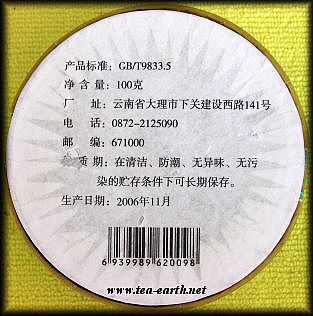 产品标准: GB/T9833.5
净 含 量: 100克
厂 址: 云南省大理市下关建设西路141号
电 话: 0872-2125090
邮 编: 671000
质 期: 在清洁、防潮、无异味、无污
染的贮存条件下可长期保存。
生产日期: 2006年11月
6 939989 620098
www.tea-earth.net